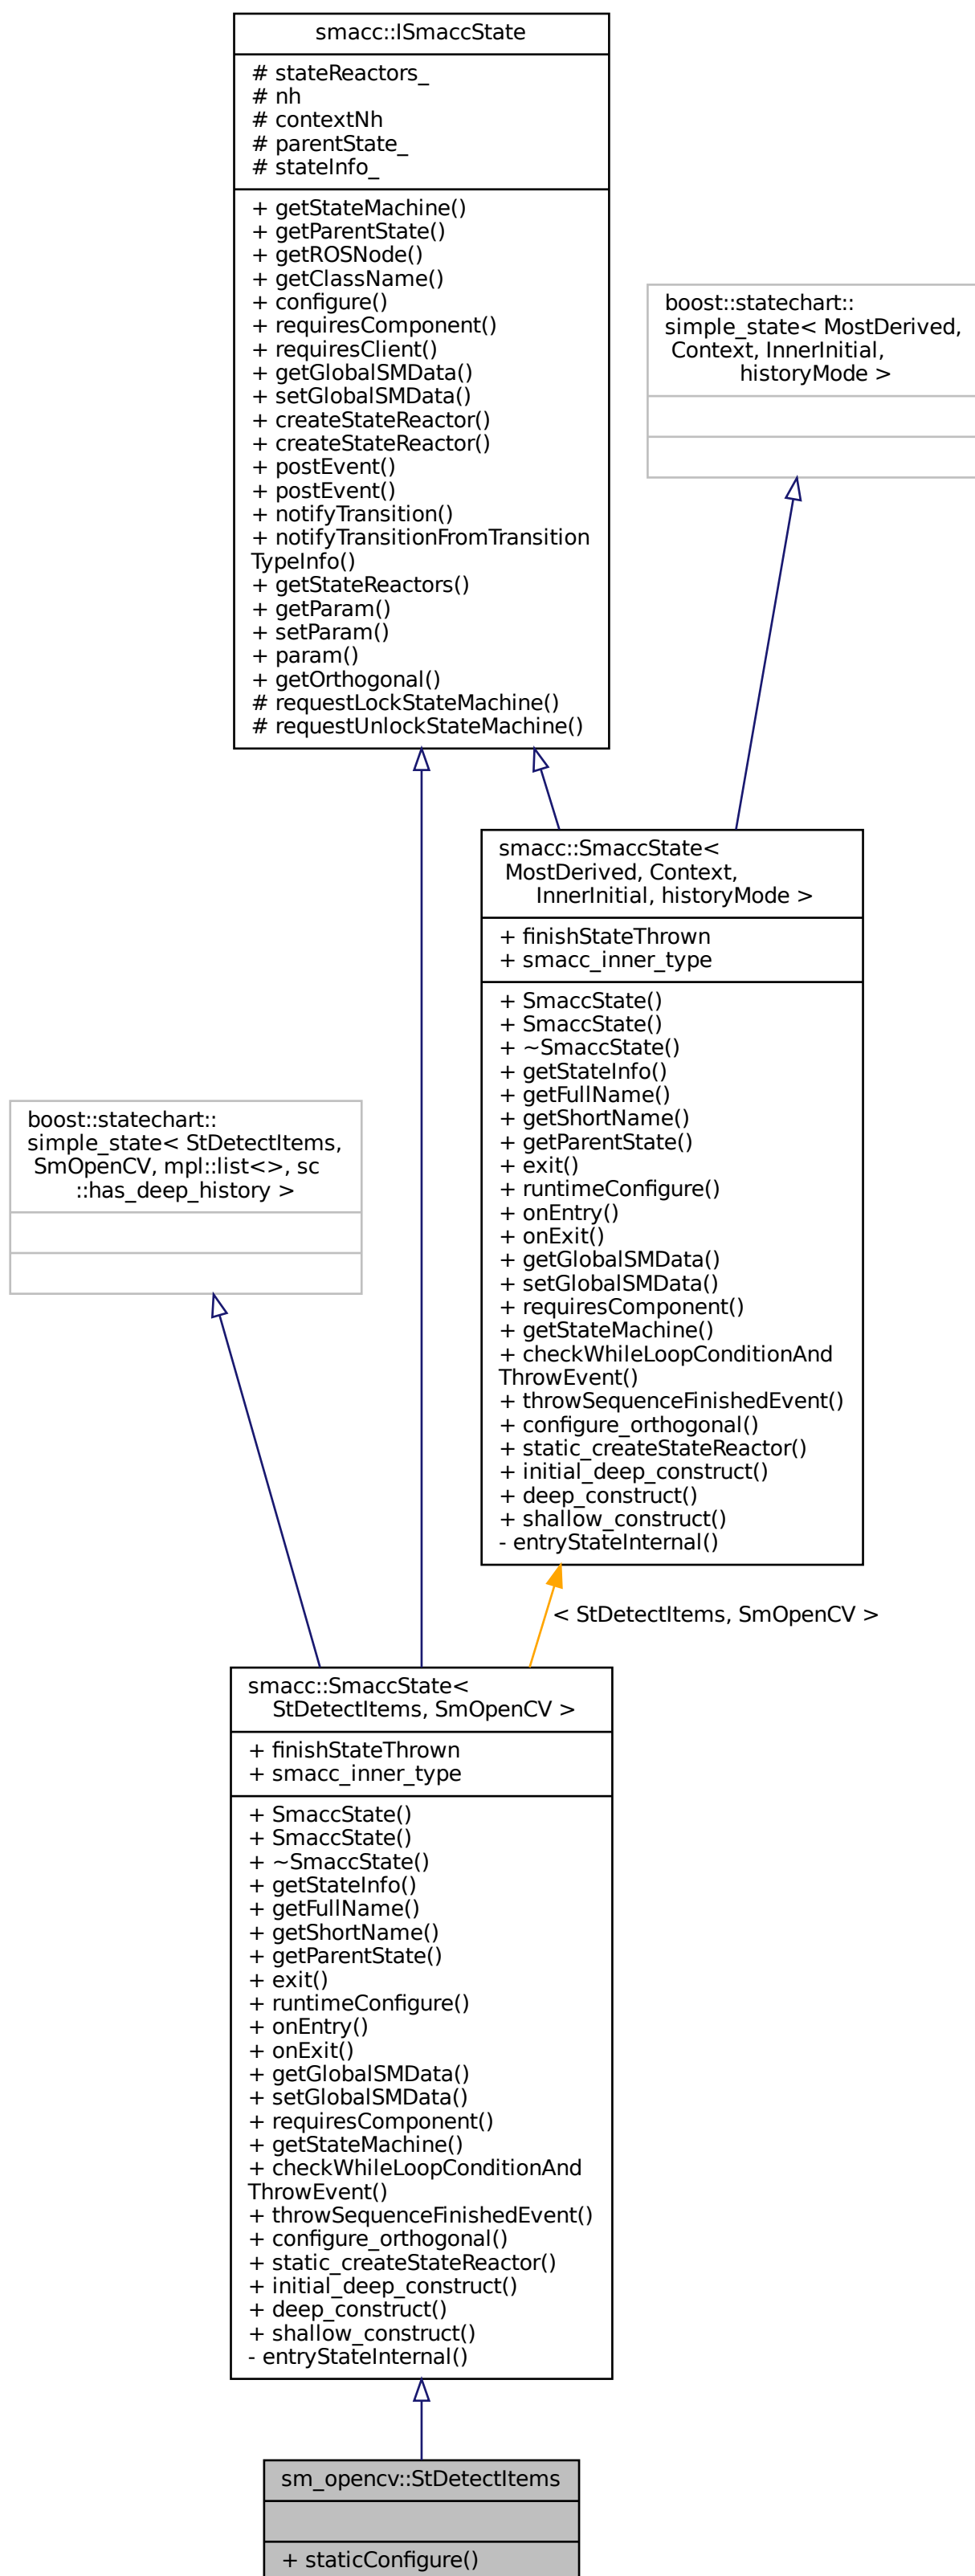 smacc::ISmaccState
# stateReactors_
# nh
# contextNh
# parentState_
# stateInfo_
+ getStateMachine()
+ getParentState()
+ getROSNode()
+ getClassName()
+ configure()
+ requiresComponent()
+ requiresClient()
+ getGlobalSMData()
+ setGlobalSMData()
+ createStateReactor()
+ createStateReactor()
+ postEvent()
+ postEvent()
+ notifyTransition()
+ notifyTransitionFromTransition
TypeInfo()
+ getStateReactors()
+ getParam()
+ setParam()
+ param()
+ getOrthogonal()
# requestLockStateMachine()
# requestUnlockStateMachine()
boost::statechart::
simple_state< MostDerived,
Context, InnerInitial,
historyMode >
smacc::SmaccState<
MostDerived, Context,
InnerInitial, historyMode >
+ finishStateThrown
+ smacc_inner_type
+ SmaccState()
+ SmaccState()
+ ~SmaccState()
+ getStateInfo()
+ getFullName()
+ getShortName()
+ getParentState()
+ exit()
+ runtimeConfigure()
+ onEntry()
+ onExit()
+ getGlobalSMData()
+ setGlobalSMData()
+ requiresComponent()
+ getStateMachine()
+ checkWhileLoopConditionAnd
ThrowEvent()
+ throwSequenceFinishedEvent()
+ configure_orthogonal()
+ static_createStateReactor()
+ initial_deep_construct()
+ deep_construct()
+ shallow_construct()
- entryStateInternal()
boost::statechart::
simple_state< StDetectItems,
SmOpenCV, mpl::list<>, sc
::has_deep_history >
< StDetectItems, SmOpenCV >
smacc::SmaccState<
StDetectItems, SmOpenCV >
+ finishStateThrown
+ smacc_inner_type
+ SmaccState()
+ SmaccState()
+ ~SmaccState()
+ getStateInfo()
+ getFullName()
+ getShortName()
+ getParentState()
+ exit()
+ runtimeConfigure()
+ onEntry()
+ onExit()
+ getGlobalSMData()
+ setGlobalSMData()
+ requiresComponent()
+ getStateMachine()
+ checkWhileLoopConditionAnd
ThrowEvent()
+ throwSequenceFinishedEvent()
+ configure_orthogonal()
+ static_createStateReactor()
+ initial_deep_construct()
+ deep_construct()
+ shallow_construct()
- entryStateInternal()
sm_opencv::StDetectItems
+ staticConfigure()